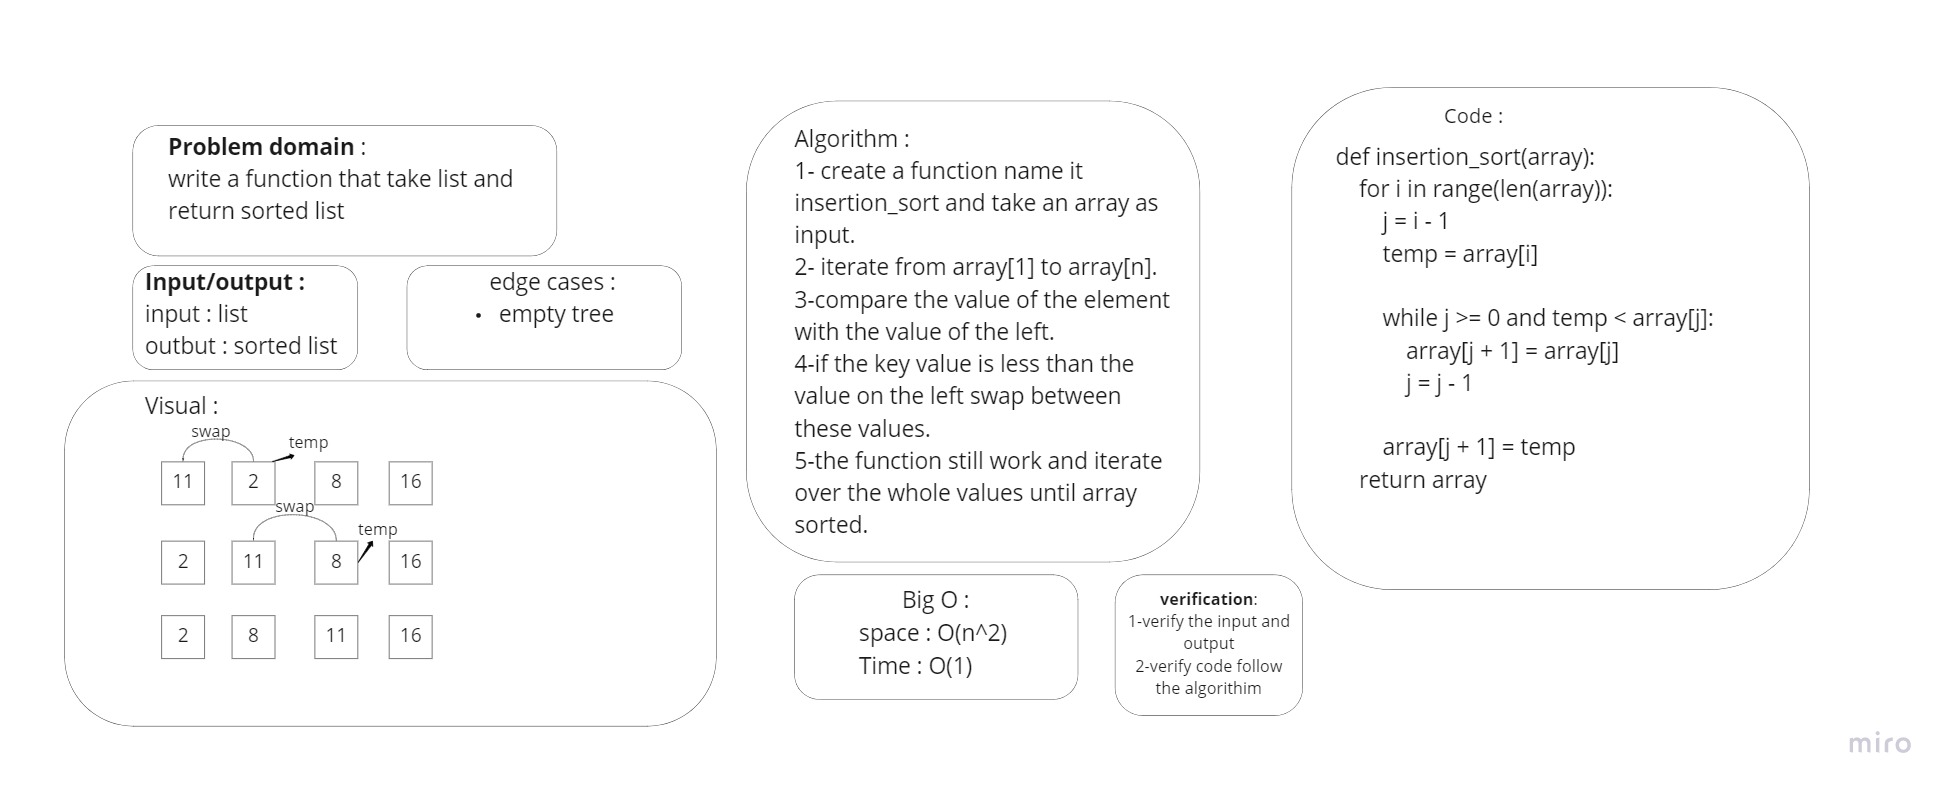 Problem domain :
write a function that take list and
return sorted list
Input/output :
input : list
outbut : sorted list
edge cases :
• empty tree
Visual :
swap
temp
11 2 8 16
swap
temp
2 11 8 16
2 8 11 16
Algorithm :
1- create a function name it
insertion_sort and take an array as
input.
2- iterate from array[1] to array[n].
3-compare the value of the element
with the value of the left.
4-if the key value is less than the
value on the left swap between
these values.
5-the function still work and iterate
over the whole values until array
sorted.
Big O :
space : O(n^2)
Time : O(1)
verification:
1-verify the input and
output
2-verify code follow
the algorithim
Code :
def insertion_sort(array):
for i in range(len(array)):
j = i - 1
temp = array[i]
while j >= 0 and temp < array[j]:
array[j + 1] = array[j]
j = j - 1
array[j + 1] = temp
return array
miro